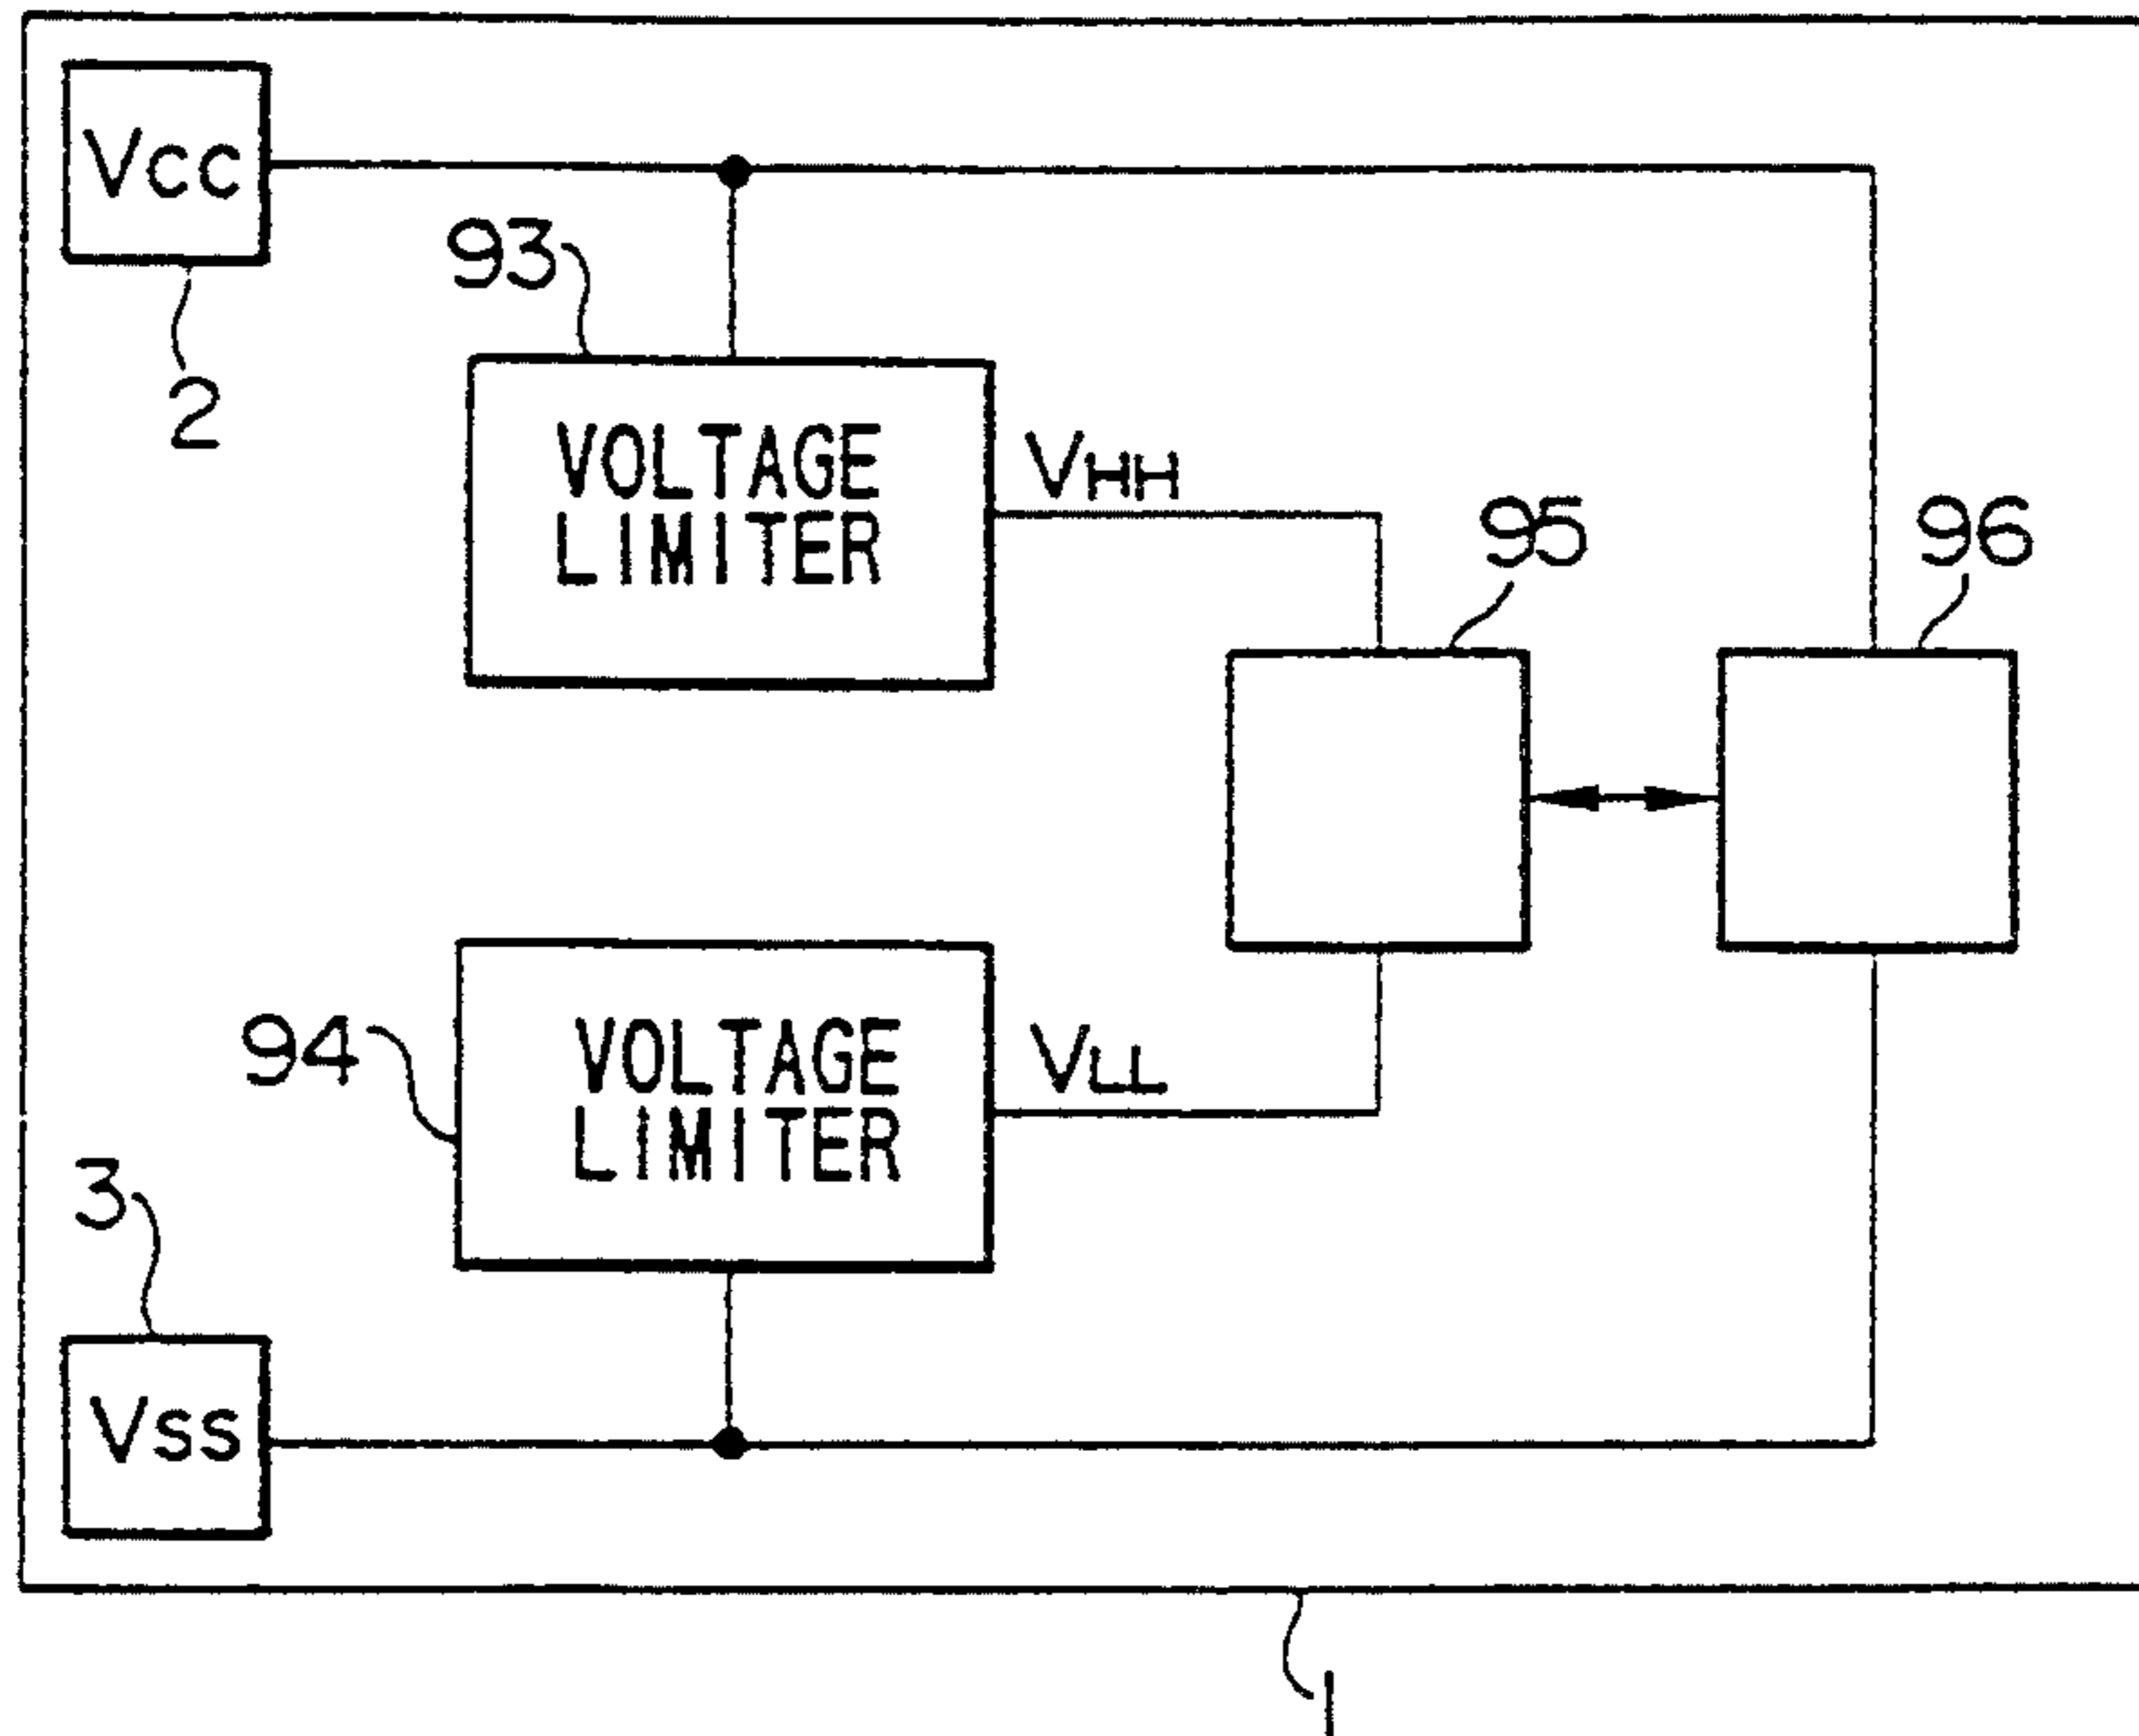 Vcc
2
93
VOLTAGE
LIMITER
VHH
95
96
94
VOLTAGE
LIMITER
VLL
3
Vss
1